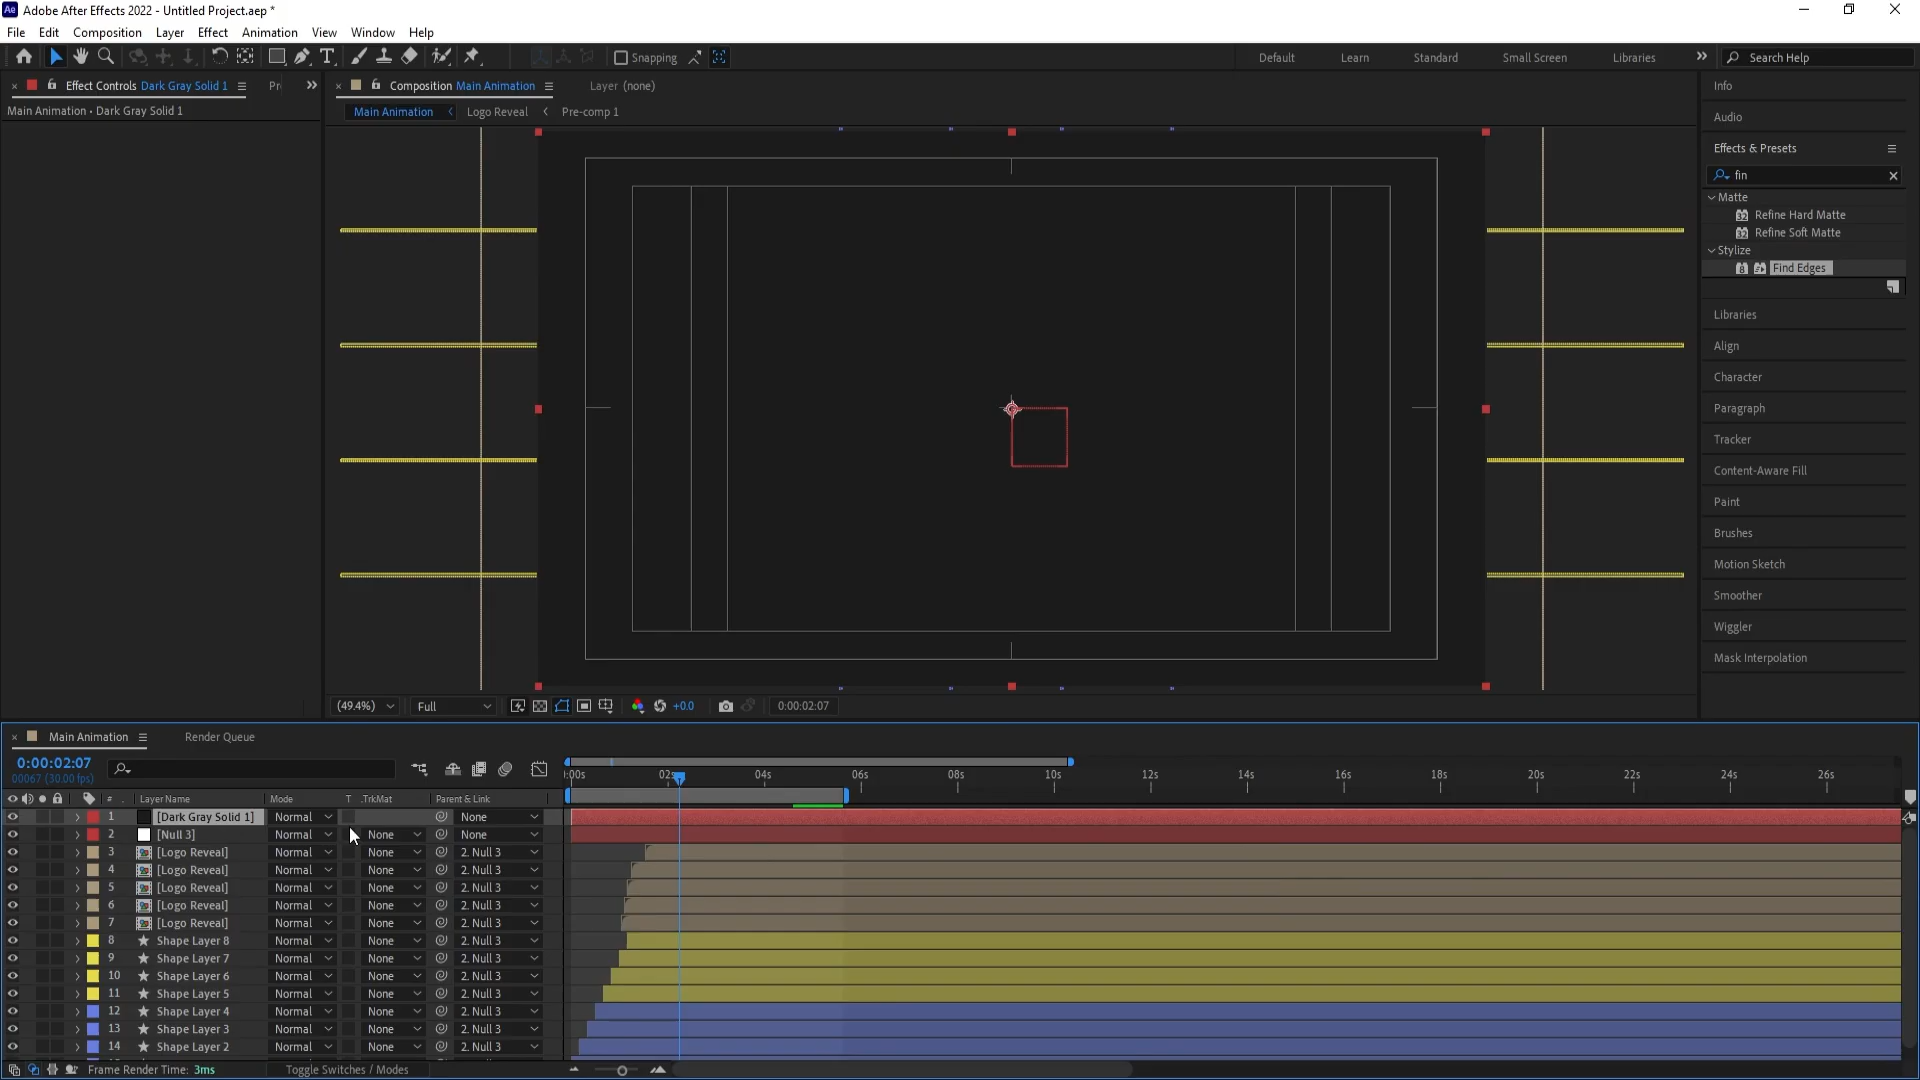 Adobe After Effects 2022 - Untitled Project.aep *
File Edit Composition Layer Effect Animation View Window Help
Snapping
Default Learn Standard Small Screen Libraries
Search Help
Effect Controls Dark Gray Solid 1
Main Animation • Dark Gray Solid 1
Composition Main Animation
Layer (none)
Main Animation Logo Reveal Pre-comp 1
Info
Audio
Effects & Presets
fin
Matte
Refine Hard Matte
Refine Soft Matte
Stylize
Find Edges
Libraries
Align
Character
Paragraph
Tracker
Content-Aware Fill
Paint
Brushes
Motion Sketch
Smoother
Wiggler
Mask Interpolation
(49.4%) Full +0.0 0:00:02:07
Main Animation Render Queue
0:00:02:07
00067 (30.00 fps)
:00s 02s 04s 06s 08s 10s 12s 14s 16s 18s 20s 22s 24s 26s
# Layer Name Mode T .TrkMat Parent & Link
1 [Dark Gray Solid 1] Normal None
2 [Null 3] Normal None None
3 [Logo Reveal] Normal None 2. Null 3
4 [Logo Reveal] Normal None 2. Null 3
5 [Logo Reveal] Normal None 2. Null 3
6 [Logo Reveal] Normal None 2. Null 3
7 [Logo Reveal] Normal None 2. Null 3
8 Shape Layer 8 Normal None 2. Null 3
9 Shape Layer 7 Normal None 2. Null 3
10 Shape Layer 6 Normal None 2. Null 3
11 Shape Layer 5 Normal None 2. Null 3
12 Shape Layer 4 Normal None 2. Null 3
13 Shape Layer 3 Normal None 2. Null 3
14 Shape Layer 2 Normal None 2. Null 3
Frame Render Time: 3ms
Toggle Switches / Modes